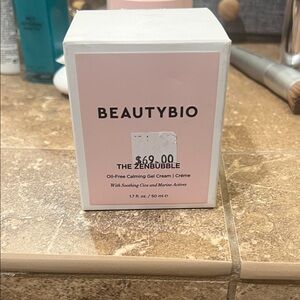 BEAUTYBIO
$69.00
THE ZENBUBBLE
Oil-Free Calming Gel Cream | Crème
With Soothing Cica and Marine Actives
1.7 fl. oz. / 50 ml ℮